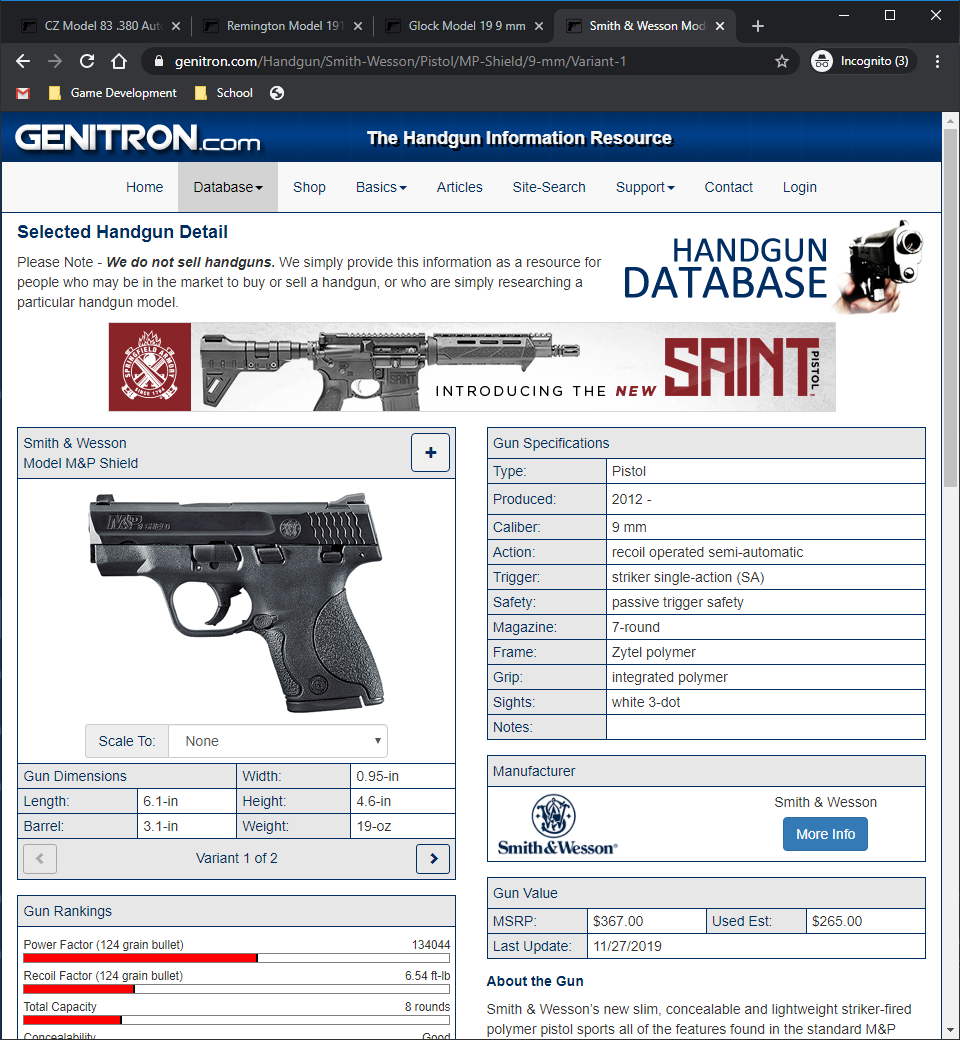 CZ Model 83 .380 Auto
Remington Model 191
Glock Model 19 9 mm
Smith & Wesson Mod
genitron.com/Handgun/Smith-Wesson/Pistol/MP-Shield/9-mm/Variant-1
Incognito (3)
Game Development
School
GENITRON.com
The Handgun Information Resource
Home
Database
Shop
Basics
Articles
Site-Search
Support
Contact
Login
Selected Handgun Detail
Please Note - We do not sell handguns. We simply provide this information as a resource for
people who may be in the market to buy or sell a handgun, or who are simply researching a
particular handgun model.
HANDGUN
DATABASE
SPRINGFIELD ARMORY
SINCE 1794
SAINT
INTRODUCING THE NEW SAINT PISTOL
Smith & Wesson
Model M&P Shield
+
M&P 9 SHIELD
Scale To: None
Gun Dimensions Width: 0.95-in
Length: 6.1-in Height: 4.6-in
Barrel: 3.1-in Weight: 19-oz
Variant 1 of 2
Gun Rankings
Power Factor (124 grain bullet) 134044
Recoil Factor (124 grain bullet) 6.54 ft-lb
Total Capacity 8 rounds
Concealability Good
Gun Specifications
Type: Pistol
Produced: 2012 -
Caliber: 9 mm
Action: recoil operated semi-automatic
Trigger: striker single-action (SA)
Safety: passive trigger safety
Magazine: 7-round
Frame: Zytel polymer
Grip: integrated polymer
Sights: white 3-dot
Notes:
Manufacturer
Smith & Wesson
Smith & Wesson
More Info
Gun Value
MSRP: $367.00 Used Est: $265.00
Last Update: 11/27/2019
About the Gun
Smith & Wesson's new slim, concealable and lightweight striker-fired
polymer pistol sports all of the features found in the standard M&P